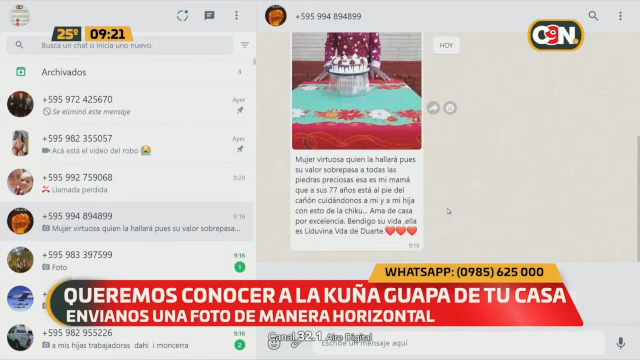 25°
09:21
Busca un chat o inicia uno nuevo.
Archivados
3
+595 972 425670
Ayer
Se eliminó este mensaje
+595 982 355057
Ayer
Acá está el video del robo
+595 992 759068
9:20
Llamada perdida
+595 994 894899
9:16
Mujer virtuosa quien la hallará pues su valor sobrepasa...
+595 983 397599
9:16
Foto
1
+595 982 955226
9:16
a mis hijas trabajadoras dahi i moncerra
2
+595 994 894899
C9N
HOY
Mujer virtuosa quien la hallará pues
su valor sobrepasa a todas las
piedras preciosas esa es mi mamá
que a sus 77 años está al pie del
cañón cuidándonos a mi y a mi hija
con esto de la chiku... Ama de casa
por excelencia. Bendigo su vida ,ella
es Liduvina Vda de Duarte.
9:16
WHATSAPP: (0985) 625 000
QUEREMOS CONOCER A LA KUÑA GUAPA DE TU CASA
ENVIANOS UNA FOTO DE MANERA HORIZONTAL
Canal 32.1 Aire Digital
Escribe un mensaje aquí